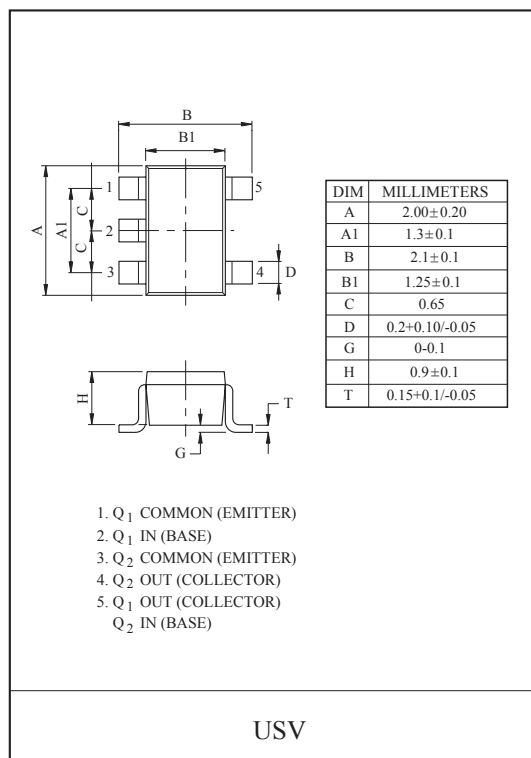 B
B1
A
A1
C
C
1
2
3
5
4
D
DIM MILLIMETERS
A 2.00±0.20
A1 1.3±0.1
B 2.1±0.1
B1 1.25±0.1
C 0.65
D 0.2+0.10/-0.05
G 0-0.1
H 0.9±0.1
T 0.15+0.1/-0.05
H
T
G
1. Q1 COMMON (EMITTER)
2. Q1 IN (BASE)
3. Q2 COMMON (EMITTER)
4. Q2 OUT (COLLECTOR)
5. Q1 OUT (COLLECTOR)
Q2 IN (BASE)
USV